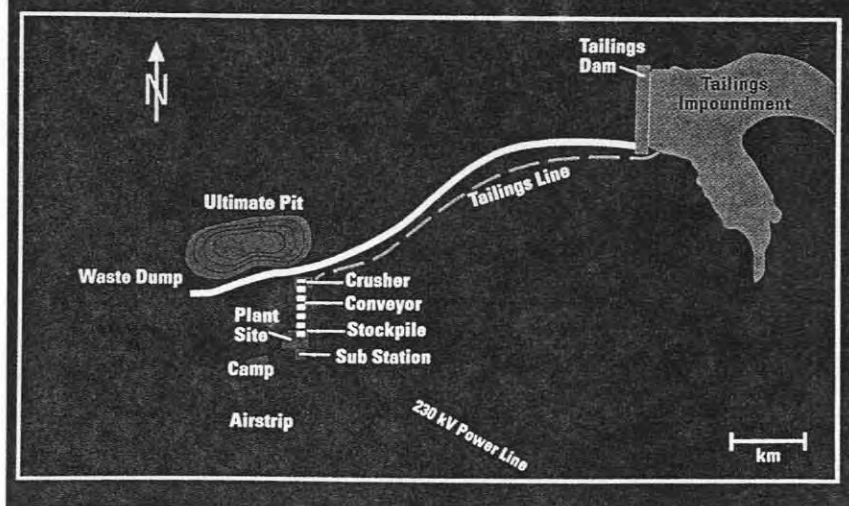 N
Tailings
Dam
Tailings
Impoundment
Tailings Line
Ultimate Pit
Waste Dump
Crusher
Conveyor
Plant
Site
Stockpile
Sub Station
Camp
Airstrip
230 kV Power Line
km